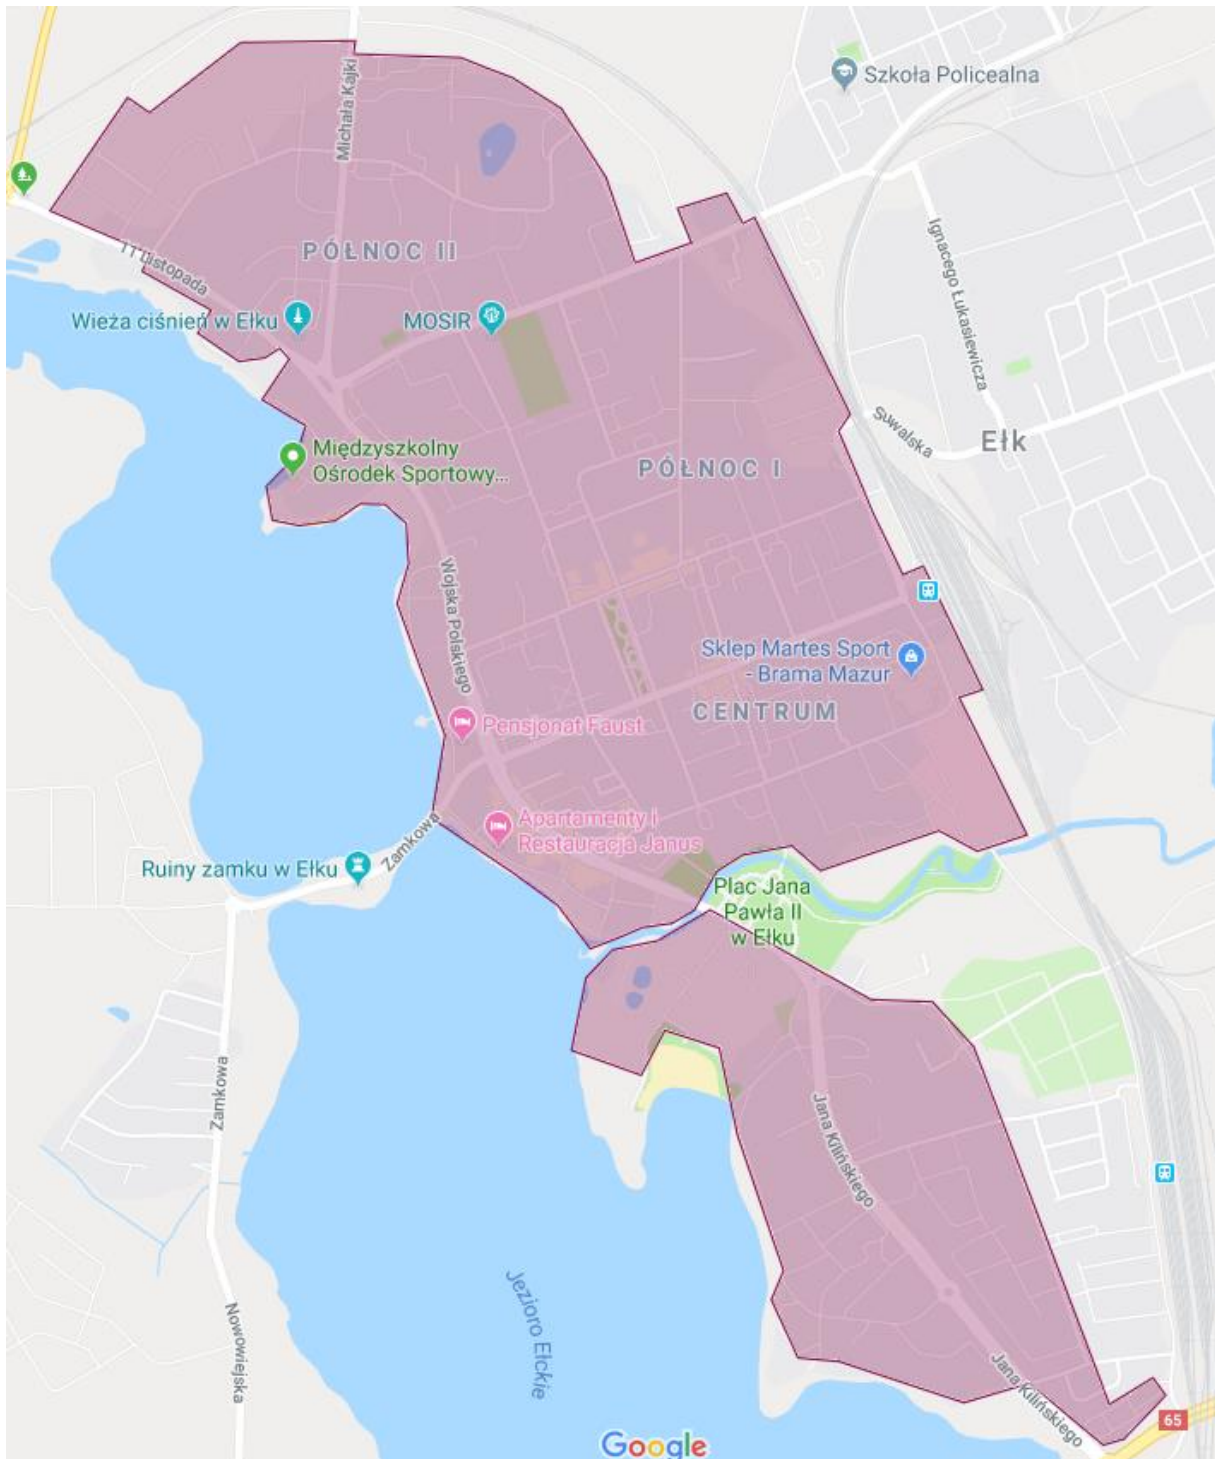 Szkoła Policealna
Michała Kajki
Ignacego Łukasiewicza
PÓŁNOC II
11 Listopada
Wieża ciśnień w Ełku
MOSIR
Suwalska
Ełk
Międzyszkolny
Ośrodek Sportowy...
PÓŁNOC I
Wojska Polskiego
Sklep Martes Sport
- Brama Mazur
CENTRUM
Pensjonat Faust
Apartamenty i
Restauracja Janus
Zamkowa
Ruiny zamku w Ełku
Plac Jana
Pawła II
w Ełku
Zamkowa
Jana Kilińskiego
Jezioro Ełckie
Nowowiejska
Jana Kilińskiego
65
Google